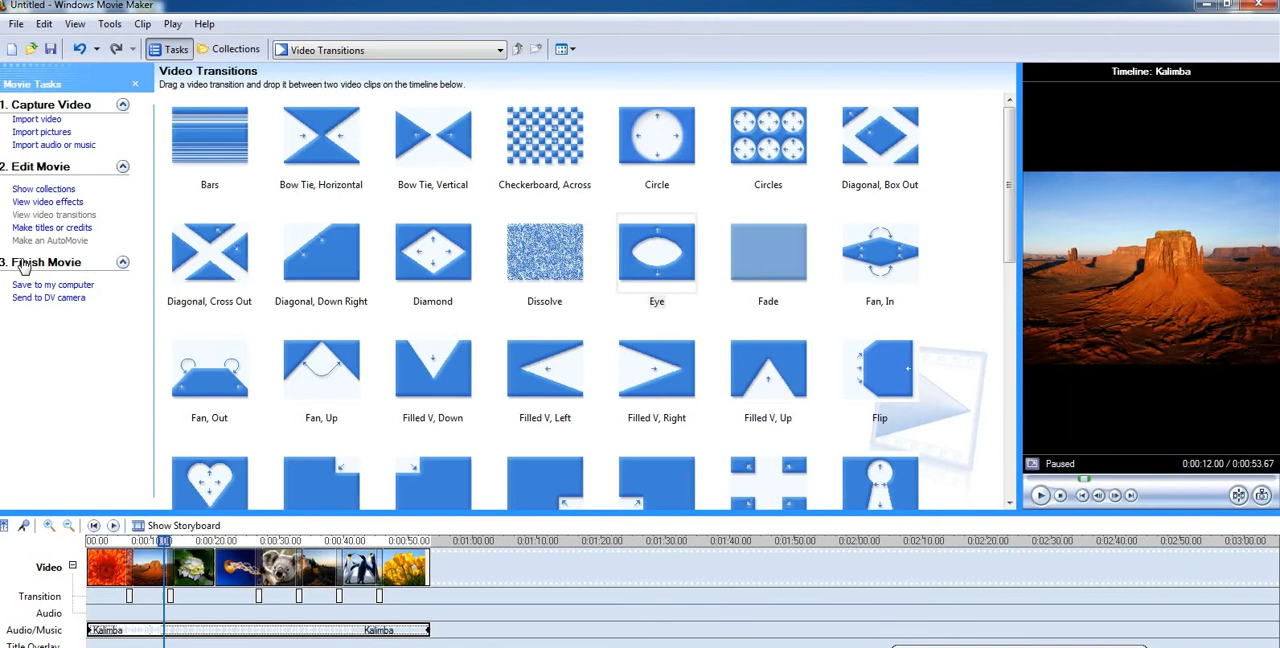 Untitled - Windows Movie Maker
File Edit View Tools Clip Play Help
Tasks Collections Video Transitions
Movie Tasks
1. Capture Video
Import video
Import pictures
Import audio or music
2. Edit Movie
Show collections
View video effects
View video transitions
Make titles or credits
Make an AutoMovie
3. Finish Movie
Save to my computer
Send to DV camera
Video Transitions
Drag a video transition and drop it between two video clips on the timeline below.
Bars Bow Tie, Horizontal Bow Tie, Vertical Checkerboard, Across Circle Circles Diagonal, Box Out
Diagonal, Cross Out Diagonal, Down Right Diamond Dissolve Eye Fade Fan, In
Fan, Out Fan, Up Filled V, Down Filled V, Left Filled V, Right Filled V, Up Flip
Timeline: Kalimba
Paused 0:00:12.00 / 0:00:53.67
Show Storyboard
00.00 0:00:10 0:00:20.00 0:00:30.00 0:00:40.00 0:00:50.00 0:01:00.00 0:01:10.00 0:01:20.00 0:01:30.00 0:01:40.00 0:01:50.00 0:02:00.00 0:02:10.00 0:02:20.00 0:02:30.00 0:02:40.00 0:02:50.00 0:03:00.00
Video
Transition
Audio
Audio/Music Kalimba Kalimba
Title Overlay